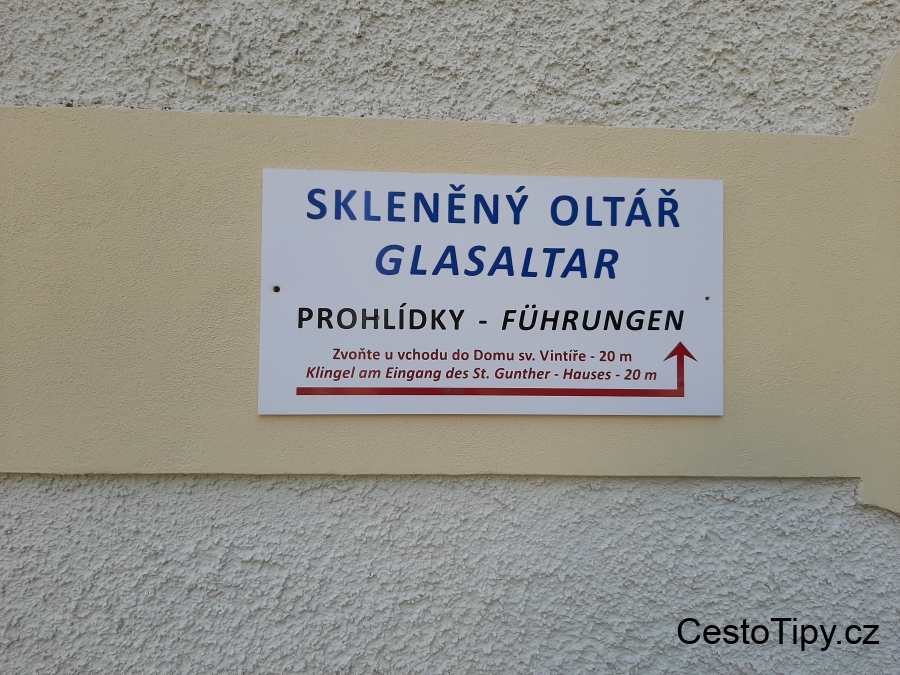 SKLENĚNÝ OLTÁŘ
GLASALTAR
PROHLÍDKY - FÜHRUNGEN
Zvoňte u vchodu do Domu sv. Vintíře - 20 m
Klingel am Eingang des St. Gunther - Hauses - 20 m
CestoTipy.cz